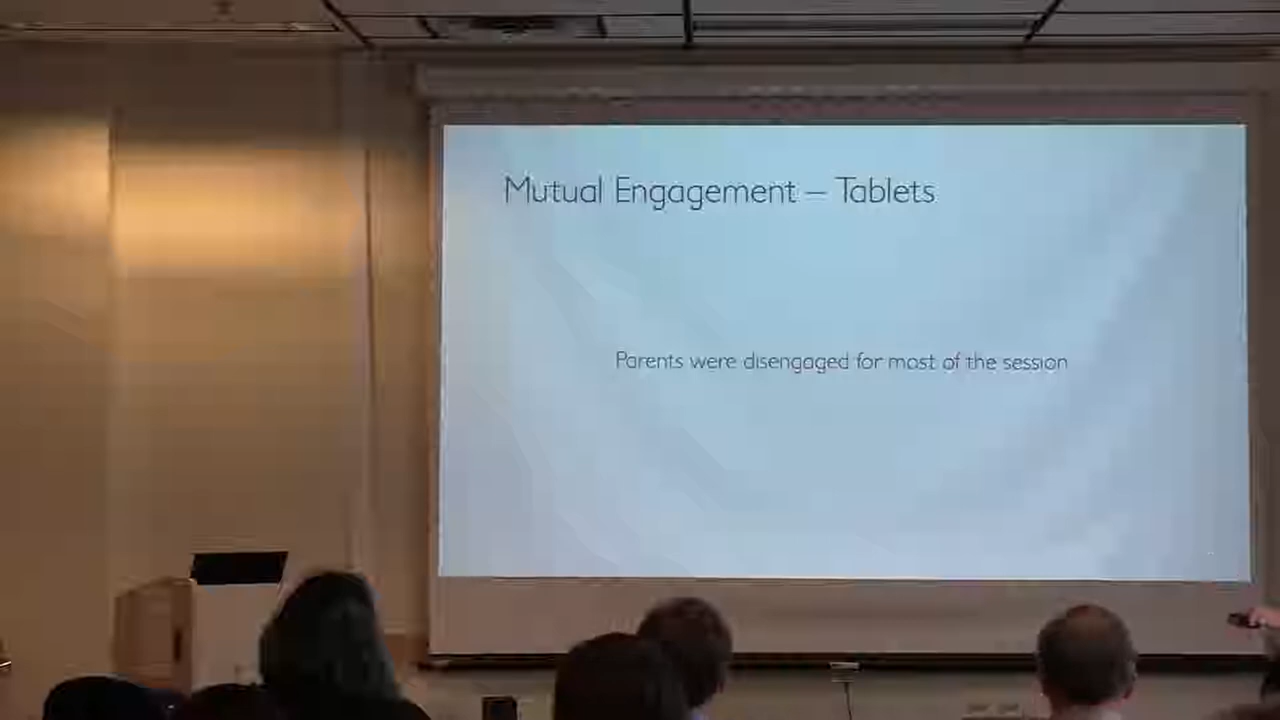 Mutual Engagement – Tablets
Parents were disengaged for most of the session